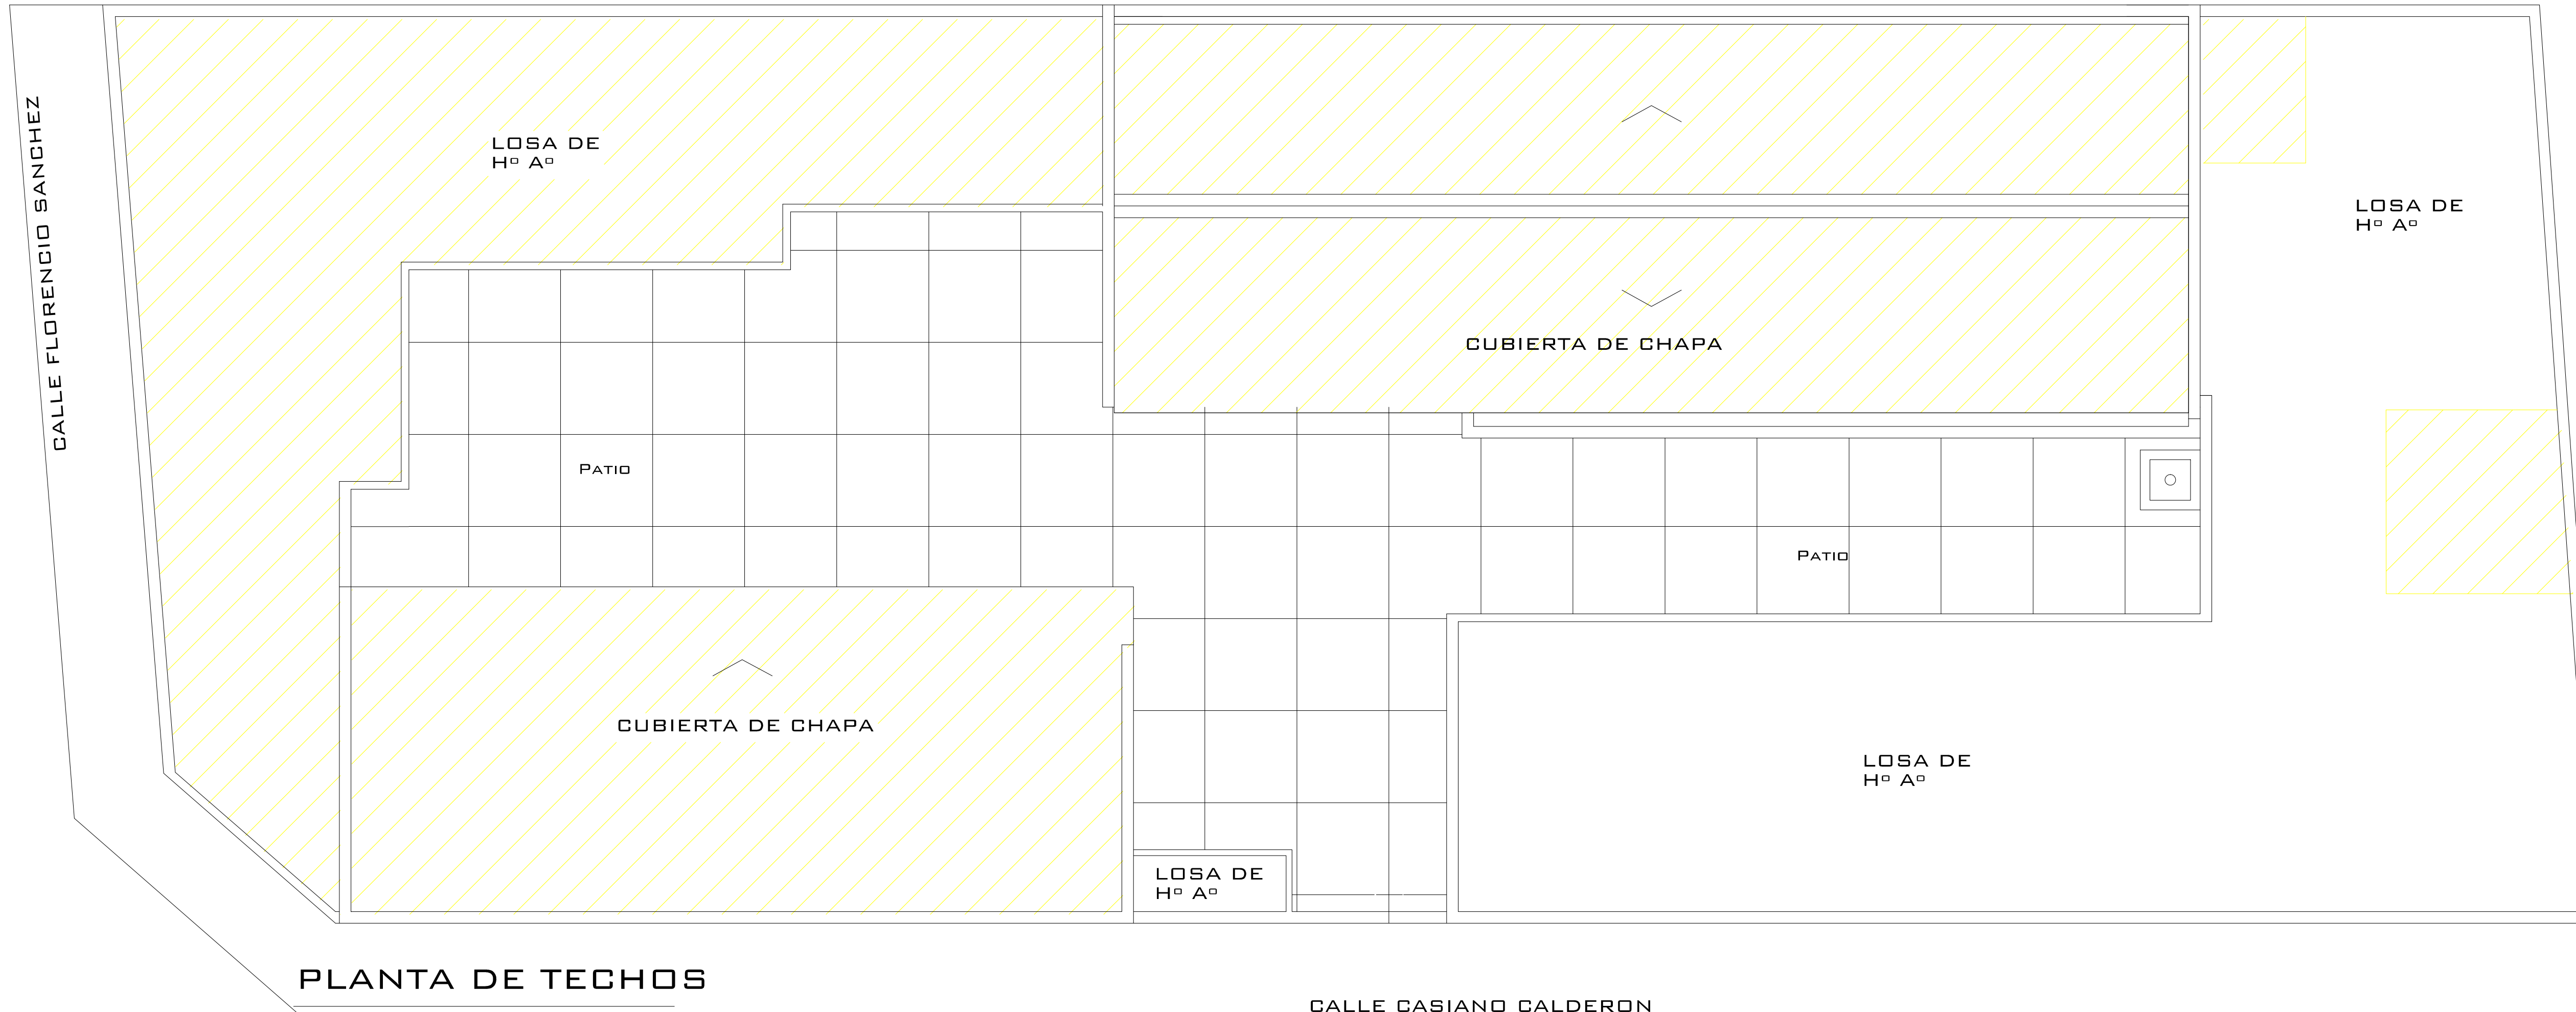 CALLE FLORENCIO SANCHEZ
LOSA DE
Hº Aº
LOSA DE
Hº Aº
CUBIERTA DE CHAPA
Patio
Patio
CUBIERTA DE CHAPA
LOSA DE
Hº Aº
LOSA DE
Hº Aº
PLANTA DE TECHOS
CALLE CASIANO CALDERON